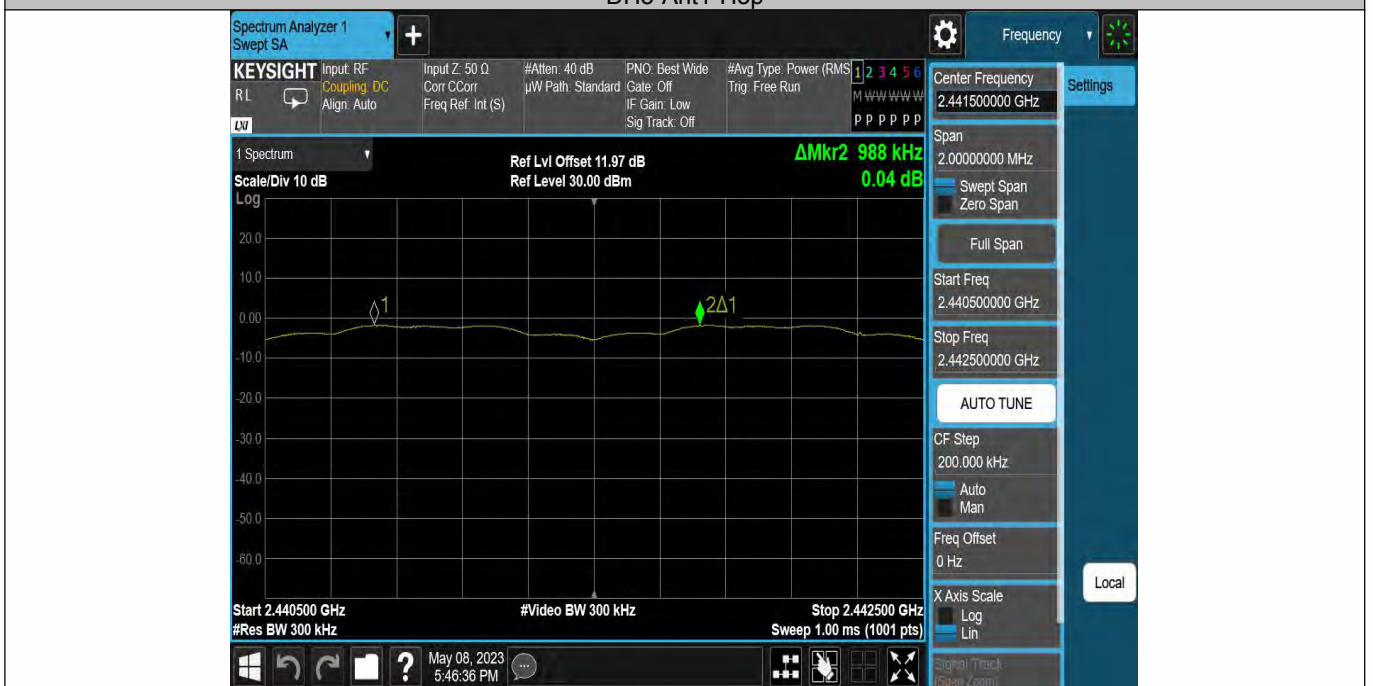 DH5-Ant1-Hop
Spectrum Analyzer 1
Swept SA
Frequency
KEYSIGHT
RL
LXI
Input: RF
Coupling: DC
Align: Auto
Input Z: 50 Ω
Corr CCorr
Freq Ref: Int (S)
#Atten: 40 dB
µW Path: Standard
PNO: Best Wide
Gate: Off
IF Gain: Low
Sig Track: Off
#Avg Type: Power (RMS
Trig: Free Run
1 2 3 4 5 6
M W W W W W
P P P P P P
Center Frequency
2.441500000 GHz
Settings
1 Spectrum
Scale/Div 10 dB
Log
Ref Lvl Offset 11.97 dB
Ref Level 30.00 dBm
ΔMkr2 988 kHz
0.04 dB
Span
2.00000000 MHz
Swept Span
Zero Span
Full Span
Start Freq
2.440500000 GHz
Stop Freq
2.442500000 GHz
AUTO TUNE
CF Step
200.000 kHz
Auto
Man
Freq Offset
0 Hz
X Axis Scale
Log
Lin
Signal Track
(Span Zoom)
Local
20.0
10.0
0.00
-10.0
-20.0
-30.0
-40.0
-50.0
-60.0
1
2Δ1
Start 2.440500 GHz
#Res BW 300 kHz
#Video BW 300 kHz
Stop 2.442500 GHz
Sweep 1.00 ms (1001 pts)
?
May 08, 2023
5:46:36 PM